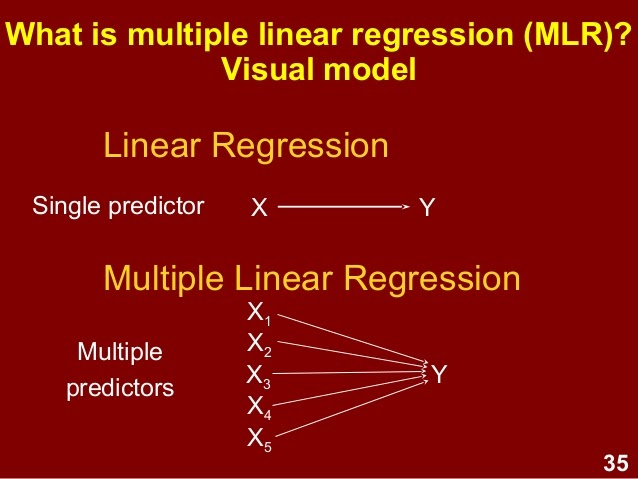 What is multiple linear regression (MLR)?
Visual model
Linear Regression
Single predictor X Y
Multiple Linear Regression
X1
X2
Multiple
X3 Y
predictors
X4
X5
35